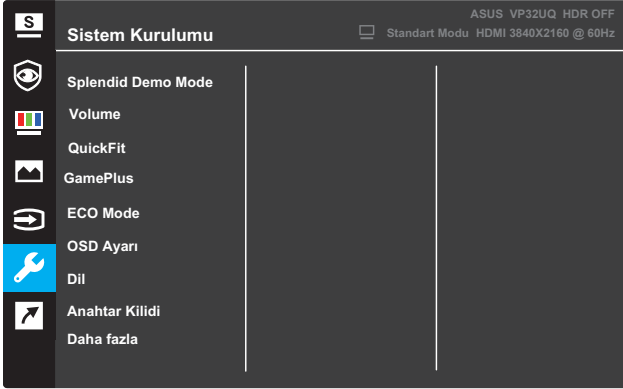 S
ASUS VP32UQ HDR OFF
Sistem Kurulumu
Standart Modu HDMI 3840X2160 @ 60Hz
Splendid Demo Mode
Volume
QuickFit
GamePlus
ECO Mode
OSD Ayarı
Dil
Anahtar Kilidi
Daha fazla